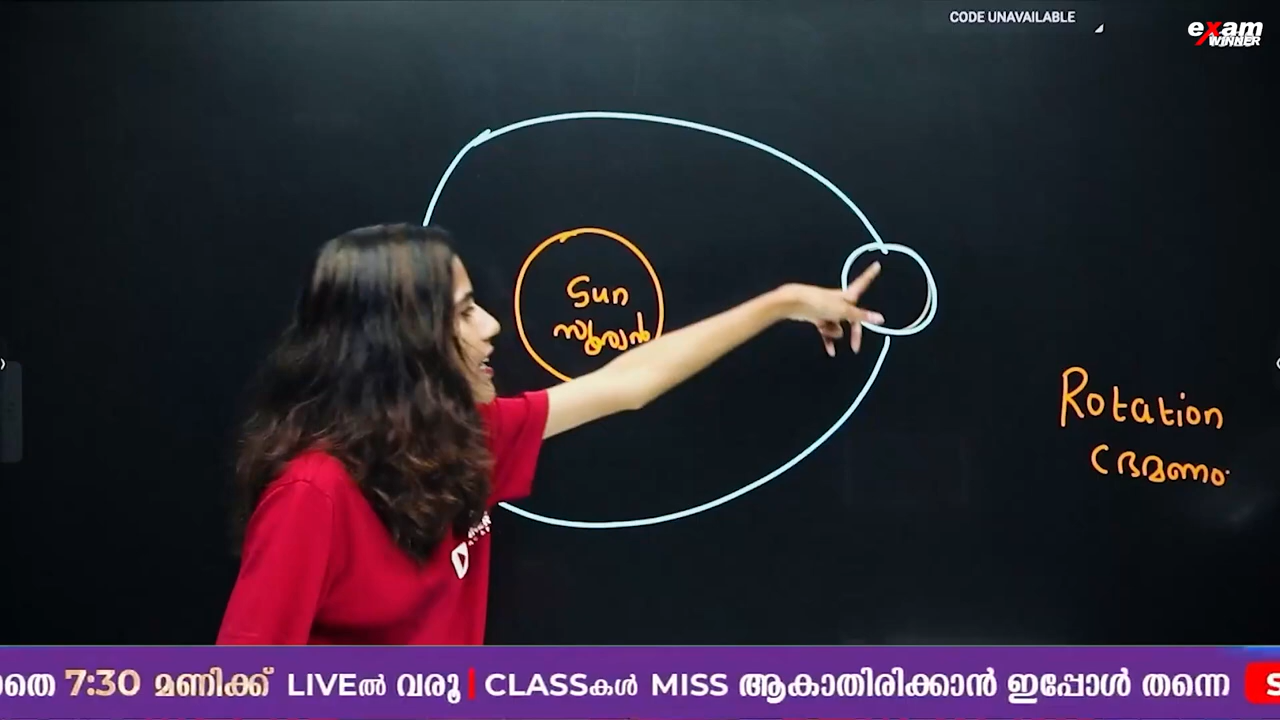 CODE UNAVAILABLE
exam
WINNER
Sun
സൂര്യൻ
Rotation
ഭ്രമണം
7:30 മണിക്ക് LIVEൽ വരൂ | CLASSകൾ MISS ആകാതിരിക്കാൻ ഇപ്പോൾ തന്നെ